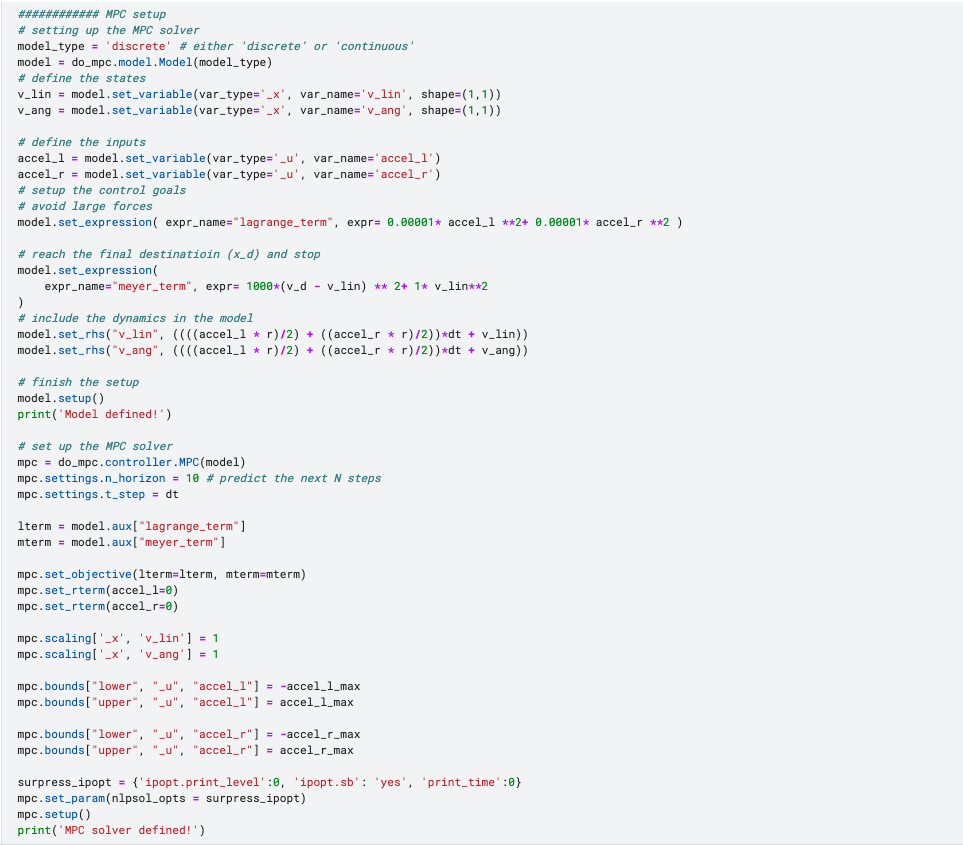 ############ MPC setup
# setting up the MPC solver
model_type = 'discrete' # either 'discrete' or 'continuous'
model = do_mpc.model.Model(model_type)
# define the states
v_lin = model.set_variable(var_type='_x', var_name='v_lin', shape=(1,1))
v_ang = model.set_variable(var_type='_x', var_name='v_ang', shape=(1,1))

# define the inputs
accel_l = model.set_variable(var_type='_u', var_name='accel_l')
accel_r = model.set_variable(var_type='_u', var_name='accel_r')
# setup the control goals
# avoid large forces
model.set_expression( expr_name="lagrange_term", expr= 0.00001* accel_l **2+ 0.00001* accel_r **2 )

# reach the final destinatioin (x_d) and stop
model.set_expression(
    expr_name="meyer_term", expr= 1000*(v_d - v_lin) ** 2+ 1* v_lin**2
)
# include the dynamics in the model
model.set_rhs("v_lin", ((((accel_l * r)/2) + ((accel_r * r)/2))*dt + v_lin))
model.set_rhs("v_ang", ((((accel_l * r)/2) + ((accel_r * r)/2))*dt + v_ang))

# finish the setup
model.setup()
print('Model defined!')

# set up the MPC solver
mpc = do_mpc.controller.MPC(model)
mpc.settings.n_horizon = 10 # predict the next N steps
mpc.settings.t_step = dt

lterm = model.aux["lagrange_term"]
mterm = model.aux["meyer_term"]

mpc.set_objective(lterm=lterm, mterm=mterm)
mpc.set_rterm(accel_l=0)
mpc.set_rterm(accel_r=0)

mpc.scaling['_x', 'v_lin'] = 1
mpc.scaling['_x', 'v_ang'] = 1

mpc.bounds["lower", "_u", "accel_l"] = -accel_l_max
mpc.bounds["upper", "_u", "accel_l"] = accel_l_max

mpc.bounds["lower", "_u", "accel_r"] = -accel_r_max
mpc.bounds["upper", "_u", "accel_r"] = accel_r_max

surpress_ipopt = {'ipopt.print_level':0, 'ipopt.sb': 'yes', 'print_time':0}
mpc.set_param(nlpsol_opts = surpress_ipopt)
mpc.setup()
print('MPC solver defined!')